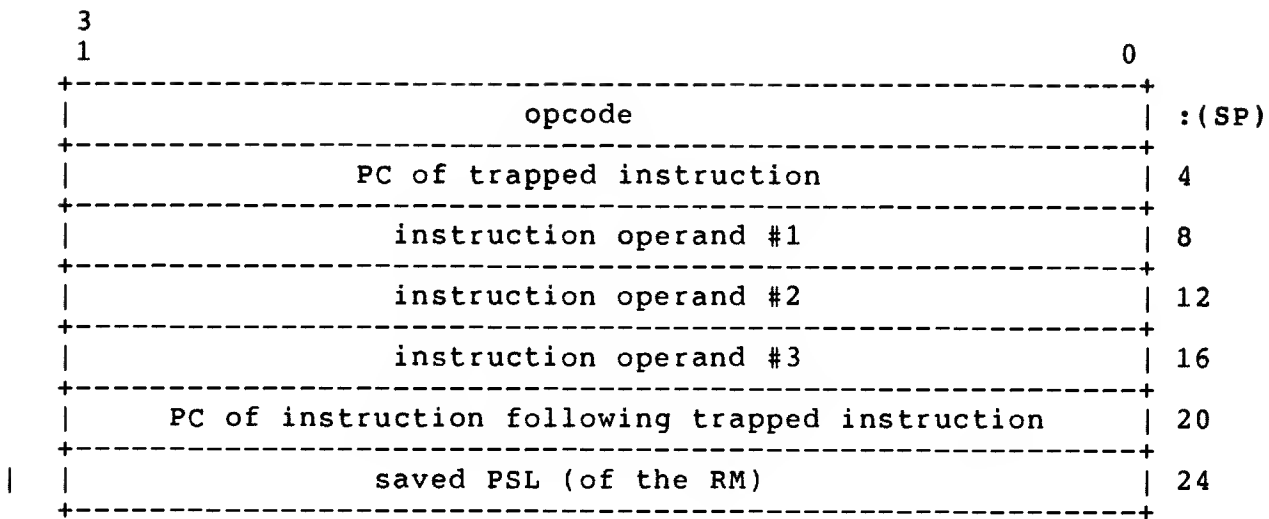 3
1 0
+-----------------------------------------------------------+
| opcode | :(SP)
+-----------------------------------------------------------+
| PC of trapped instruction | 4
+-----------------------------------------------------------+
| instruction operand #1 | 8
+-----------------------------------------------------------+
| instruction operand #2 | 12
+-----------------------------------------------------------+
| instruction operand #3 | 16
+-----------------------------------------------------------+
| PC of instruction following trapped instruction | 20
+-----------------------------------------------------------+
| | saved PSL (of the RM) | 24
+-----------------------------------------------------------+